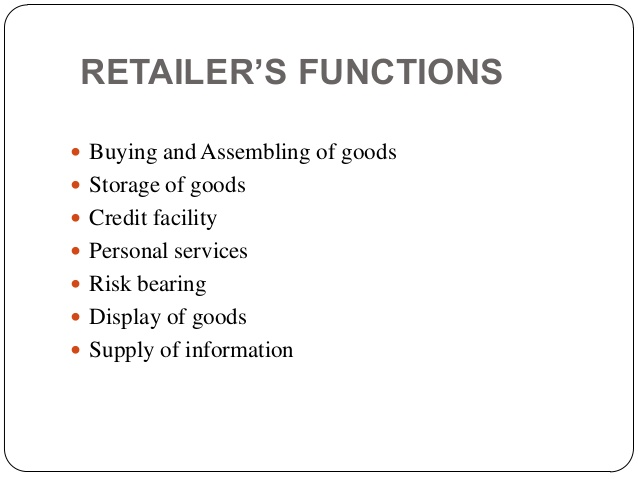 RETAILER’S FUNCTIONS
Buying and Assembling of goods
Storage of goods
Credit facility
Personal services
Risk bearing
Display of goods
Supply of information